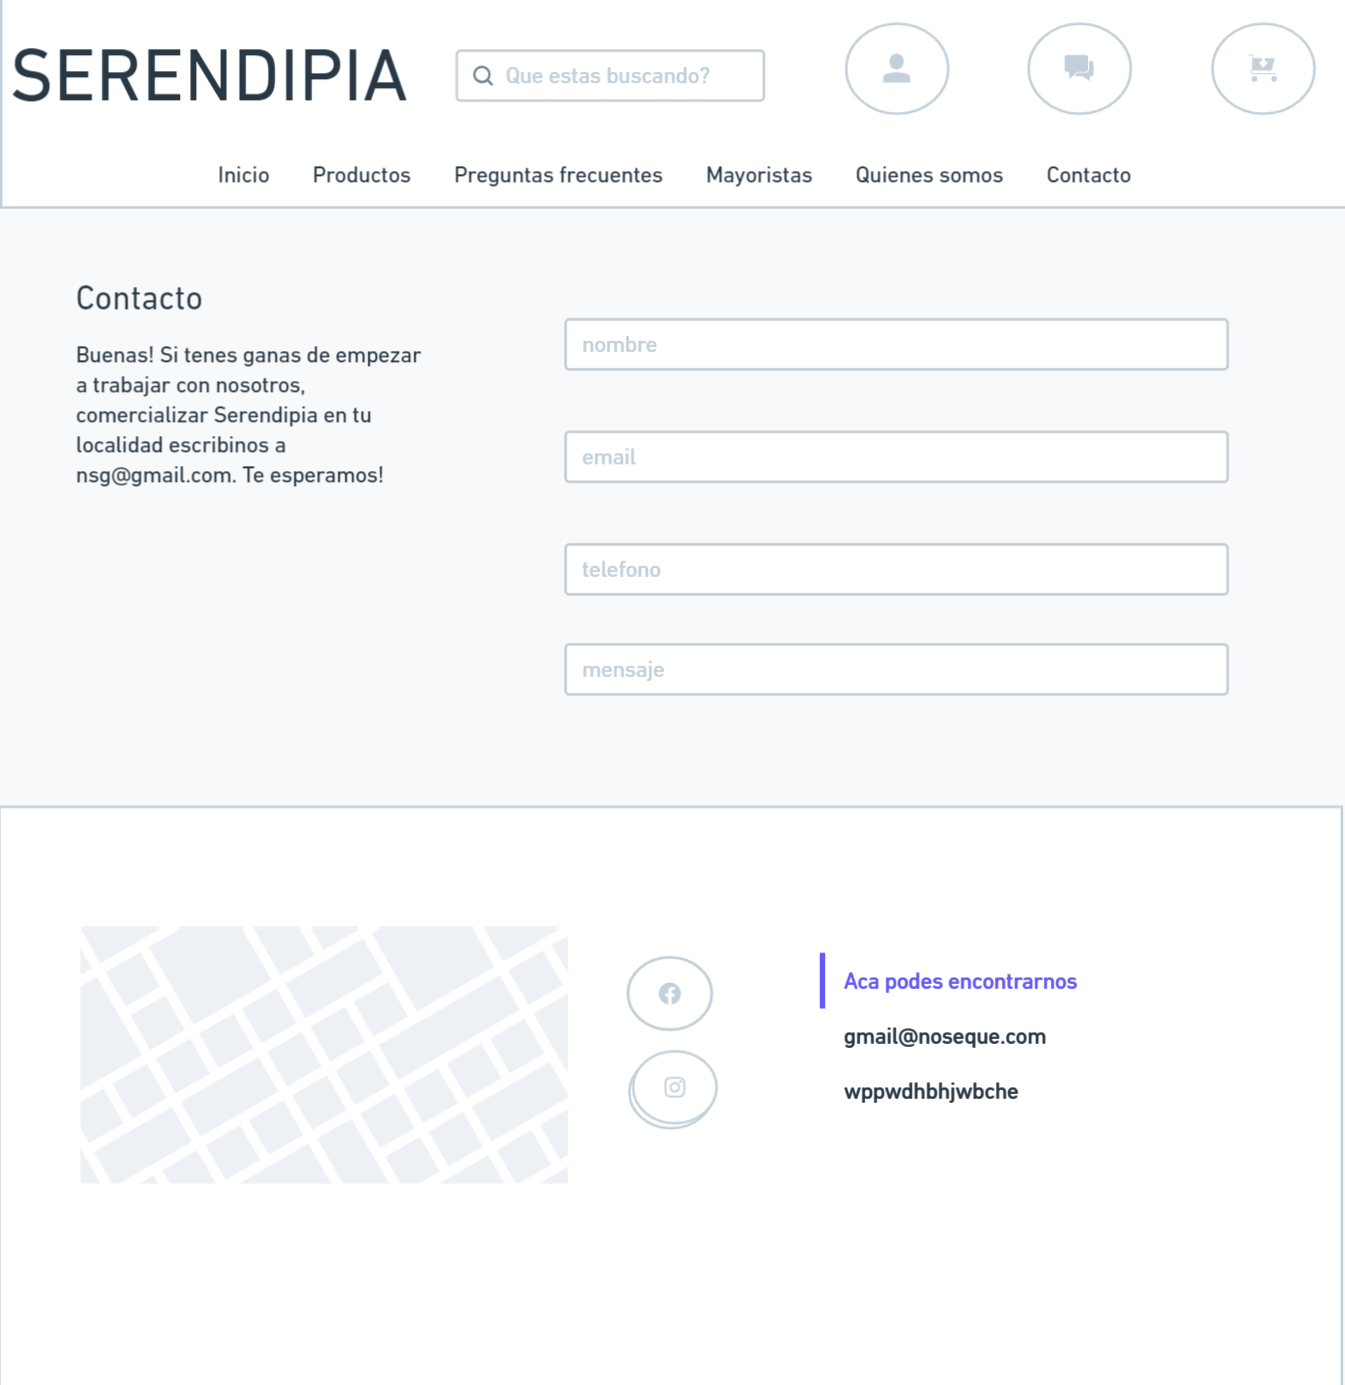 SERENDIPIA
Que estas buscando?
Inicio Productos Preguntas frecuentes Mayoristas Quienes somos Contacto
Contacto
Buenas! Si tenes ganas de empezar
a trabajar con nosotros,
comercializar Serendipia en tu
localidad escribinos a
nsg@gmail.com. Te esperamos!
nombre
email
telefono
mensaje
Aca podes encontrarnos
gmail@noseque.com
wppwdhbhjwbche